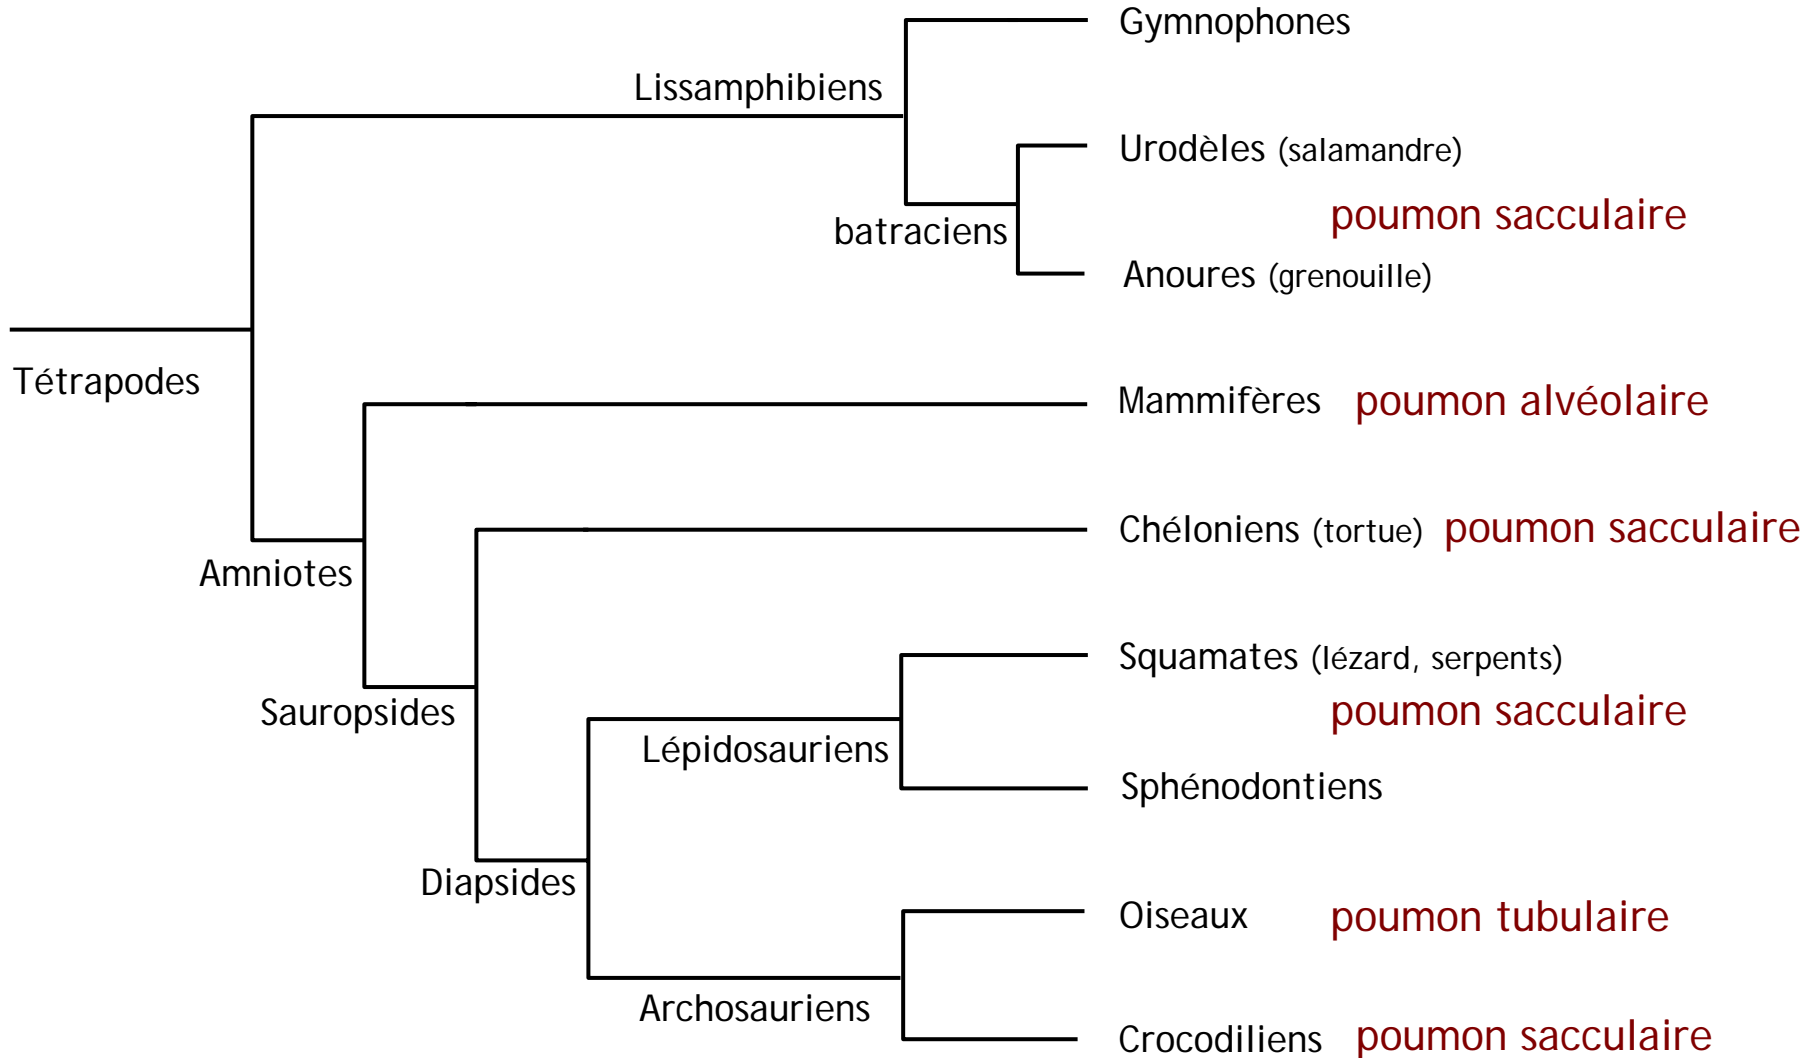 Gymnophones
Lissamphibiens
Urodèles (salamandre)
poumon sacculaire
batraciens
Anoures (grenouille)
Tétrapodes
Mammifères poumon alvéolaire
Chéloniens (tortue) poumon sacculaire
Amniotes
Squamates (lézard, serpents)
poumon sacculaire
Sauropsides
Lépidosauriens
Sphénodontiens
Diapsides
Oiseaux poumon tubulaire
Archosauriens
Crocodiliens poumon sacculaire